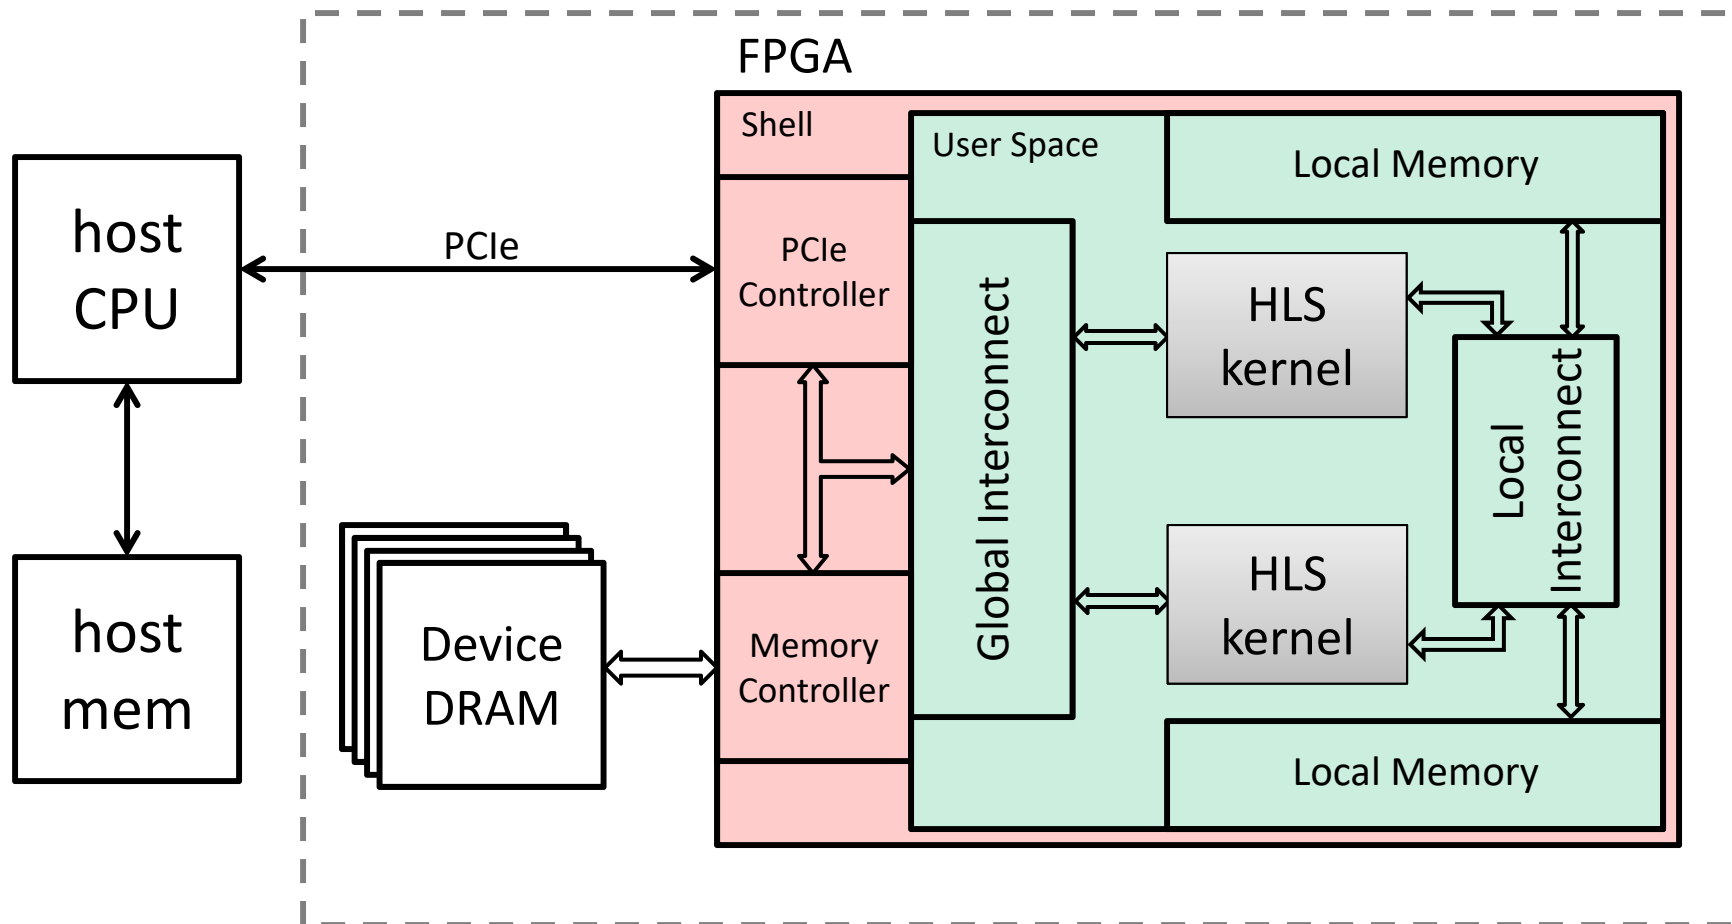 FPGA
Shell
User Space
Local Memory
host
CPU
PCIe
PCIe
Controller
Global Interconnect
HLS
kernel
Local
Interconnect
host
mem
Device
DRAM
Memory
Controller
HLS
kernel
Local Memory